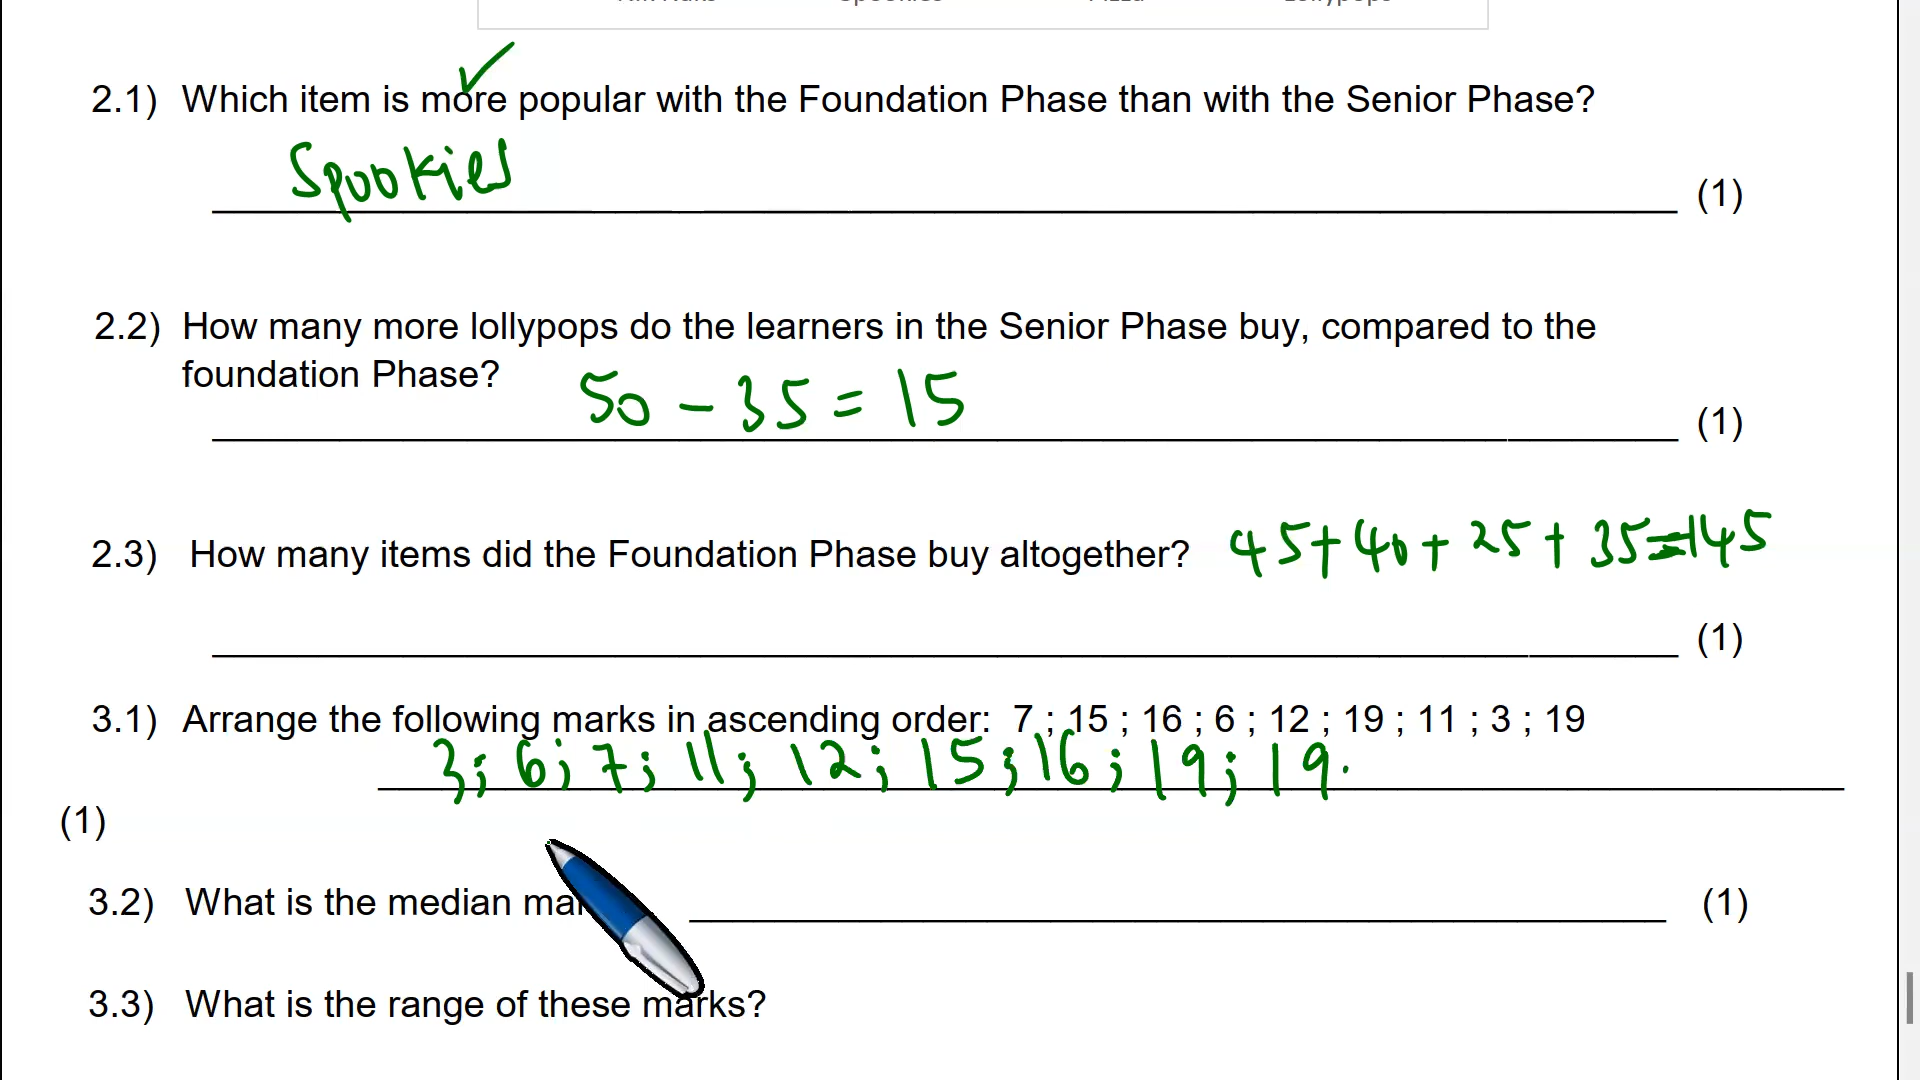 2.1) Which item is more popular with the Foundation Phase than with the Senior Phase?
Spookies
(1)
2.2) How many more lollypops do the learners in the Senior Phase buy, compared to the
foundation Phase?
50 - 35 = 15
(1)
2.3) How many items did the Foundation Phase buy altogether? 45+40+25+35=145
(1)
3.1) Arrange the following marks in ascending order: 7 ; 15 ; 16 ; 6 ; 12 ; 19 ; 11 ; 3 ; 19
3; 6; 7; 11; 12; 15; 16; 19; 19.
(1)
3.2) What is the median
(1)
3.3) What is the range of these marks?